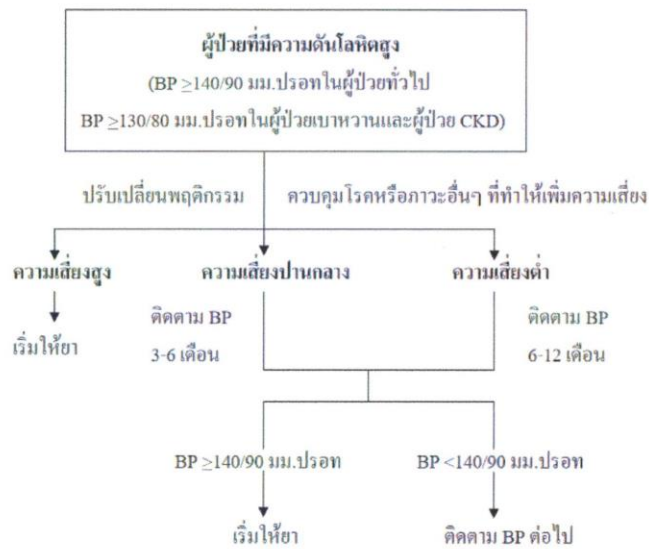 ผู้ป่วยที่มีความดันโลหิตสูง
(BP ≥140/90 มม.ปรอทในผู้ป่วยทั่วไป
BP ≥130/80 มม.ปรอทในผู้ป่วยเบาหวานและผู้ป่วย CKD)
ปรับเปลี่ยนพฤติกรรม
ควบคุมโรคหรือภาวะอื่นๆ ที่ทำให้เพิ่มความเสี่ยง
ความเสี่ยงสูง
ความเสี่ยงปานกลาง
ความเสี่ยงต่ำ
เริ่มให้ยา
ติดตาม BP
3-6 เดือน
ติดตาม BP
6-12 เดือน
BP ≥140/90 มม.ปรอท
BP <140/90 มม.ปรอท
เริ่มให้ยา
ติดตาม BP ต่อไป